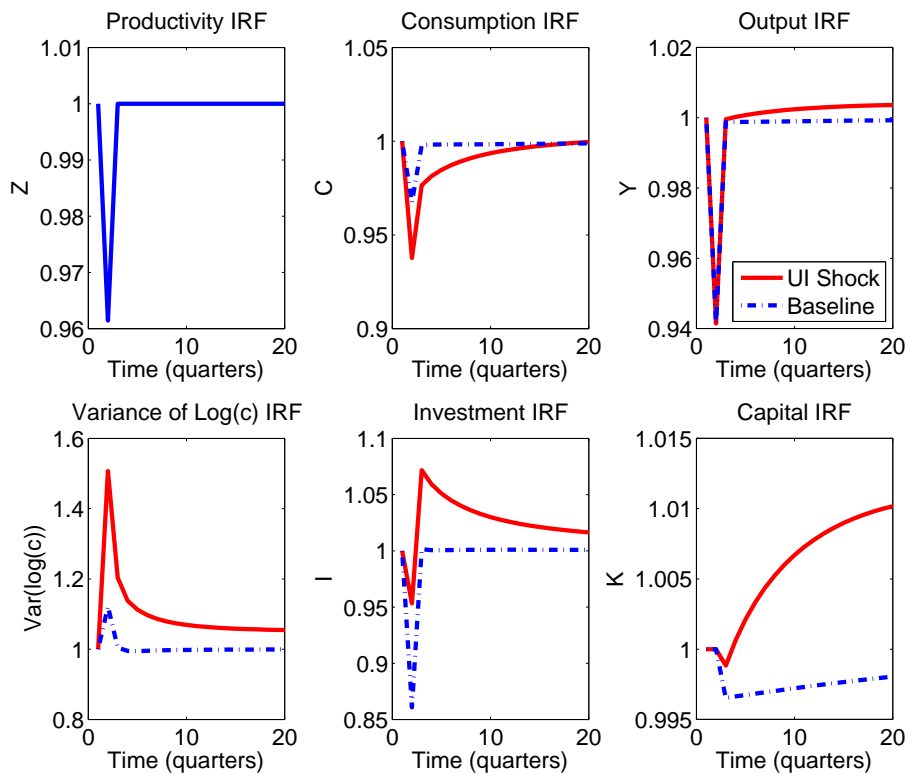 Productivity IRF
1.01
1
0.99
0.98
0.97
0.96
Z
0 10 20
Time (quarters)
Consumption IRF
1.05
1
0.95
0.9
C
0 10 20
Time (quarters)
Output IRF
1.02
1
0.98
0.96
0.94
Y
UI Shock
Baseline
0 10 20
Time (quarters)
Variance of Log(c) IRF
1.6
1.4
1.2
1
0.8
Var(log(c))
0 10 20
Time (quarters)
Investment IRF
1.1
1.05
1
0.95
0.9
0.85
I
0 10 20
Time (quarters)
Capital IRF
1.015
1.01
1.005
1
0.995
K
0 10 20
Time (quarters)